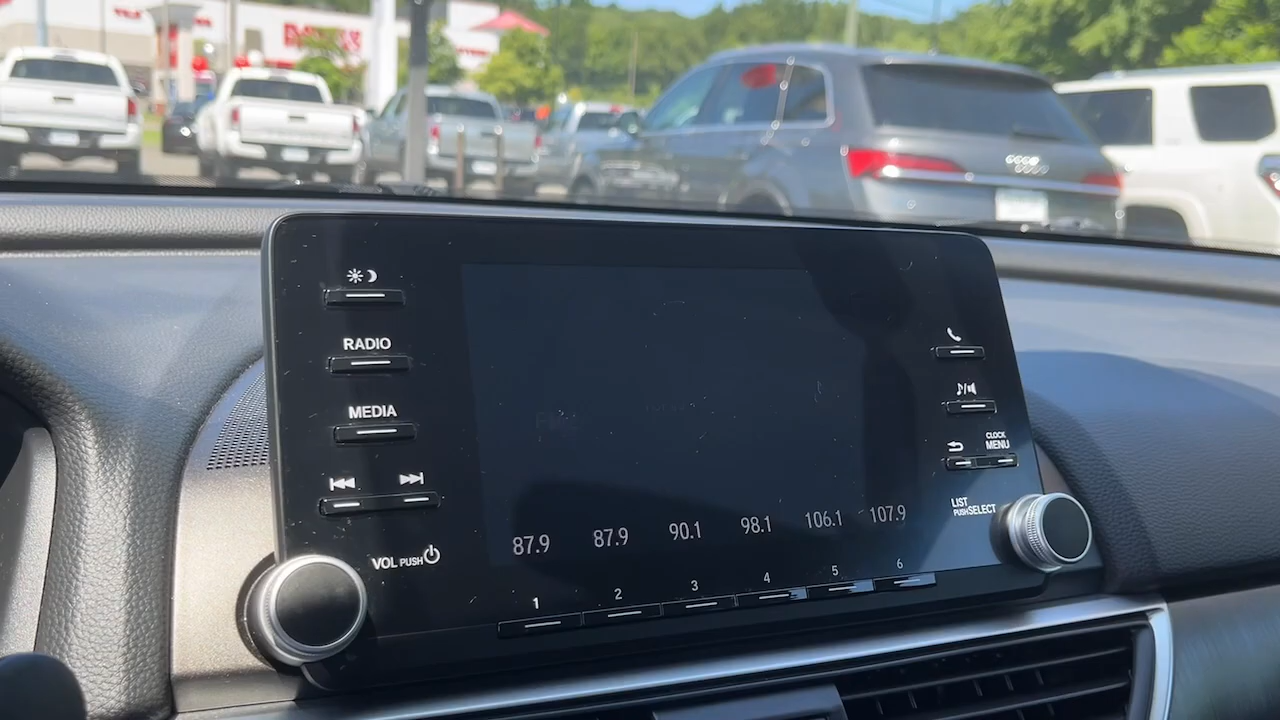 RADIO
MEDIA
VOL PUSH
CLOCK
MENU
LIST
PUSH SELECT
87.9 87.9 90.1 98.1 106.1 107.9
1 2 3 4 5 6